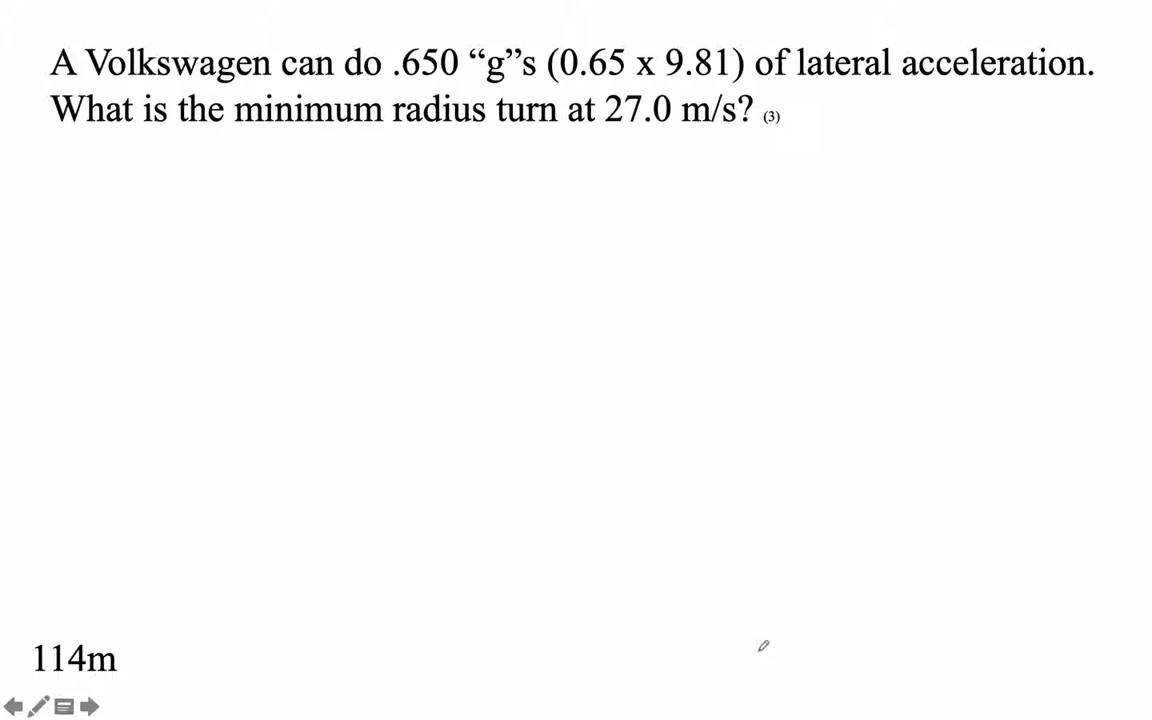 A Volkswagen can do .650 “g”s (0.65 x 9.81) of lateral acceleration.
What is the minimum radius turn at 27.0 m/s? (3)
114m